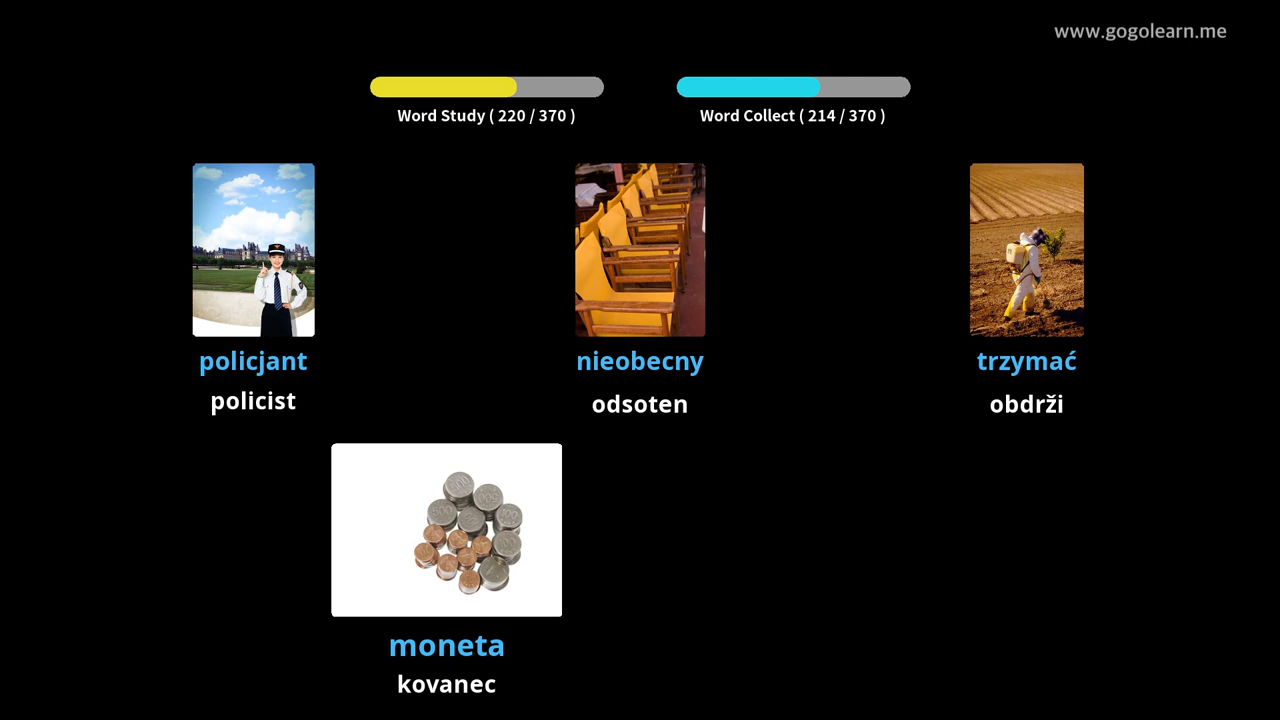 www.gogolearn.me
Word Study ( 220 / 370 )
Word Collect ( 214 / 370 )
policjant
nieobecny
trzymać
policist
odsoten
obdrži
moneta
kovanec